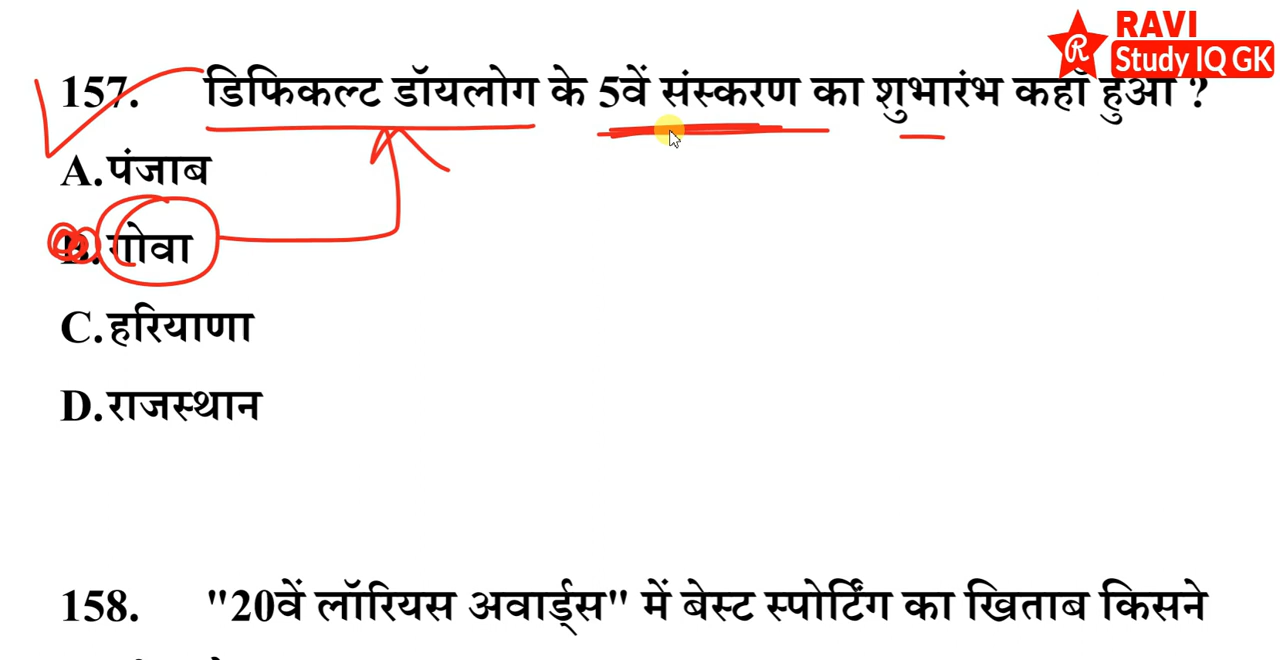 RAVI
Study IQ GK
157. डिफिकल्ट डॉयलोग के 5वें संस्करण का शुभारंभ कहाँ हुआ ?
A. पंजाब
B. गोवा
C. हरियाणा
D. राजस्थान
158. "20वें लॉरियस अवार्ड्स" में बेस्ट स्पोर्टिंग का खिताब किसने